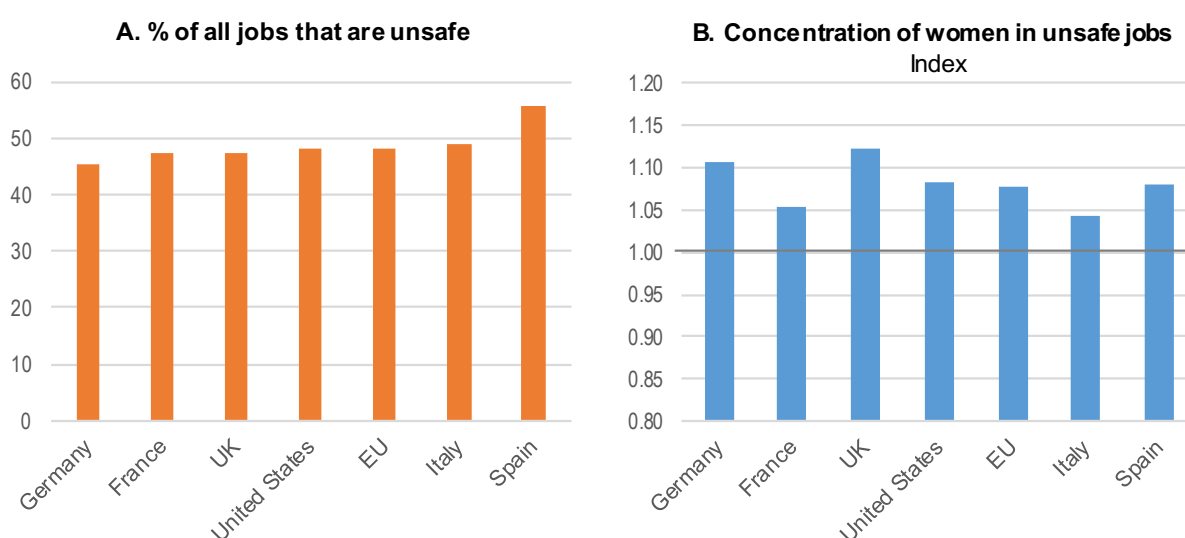 A. % of all jobs that are unsafe
60
50
40
30
20
10
0
Germany
France
UK
United States
EU
Italy
Spain
B. Concentration of women in unsafe jobs
Index
1.20
1.15
1.10
1.05
1.00
0.95
0.90
0.85
0.80
Germany
France
UK
United States
EU
Italy
Spain